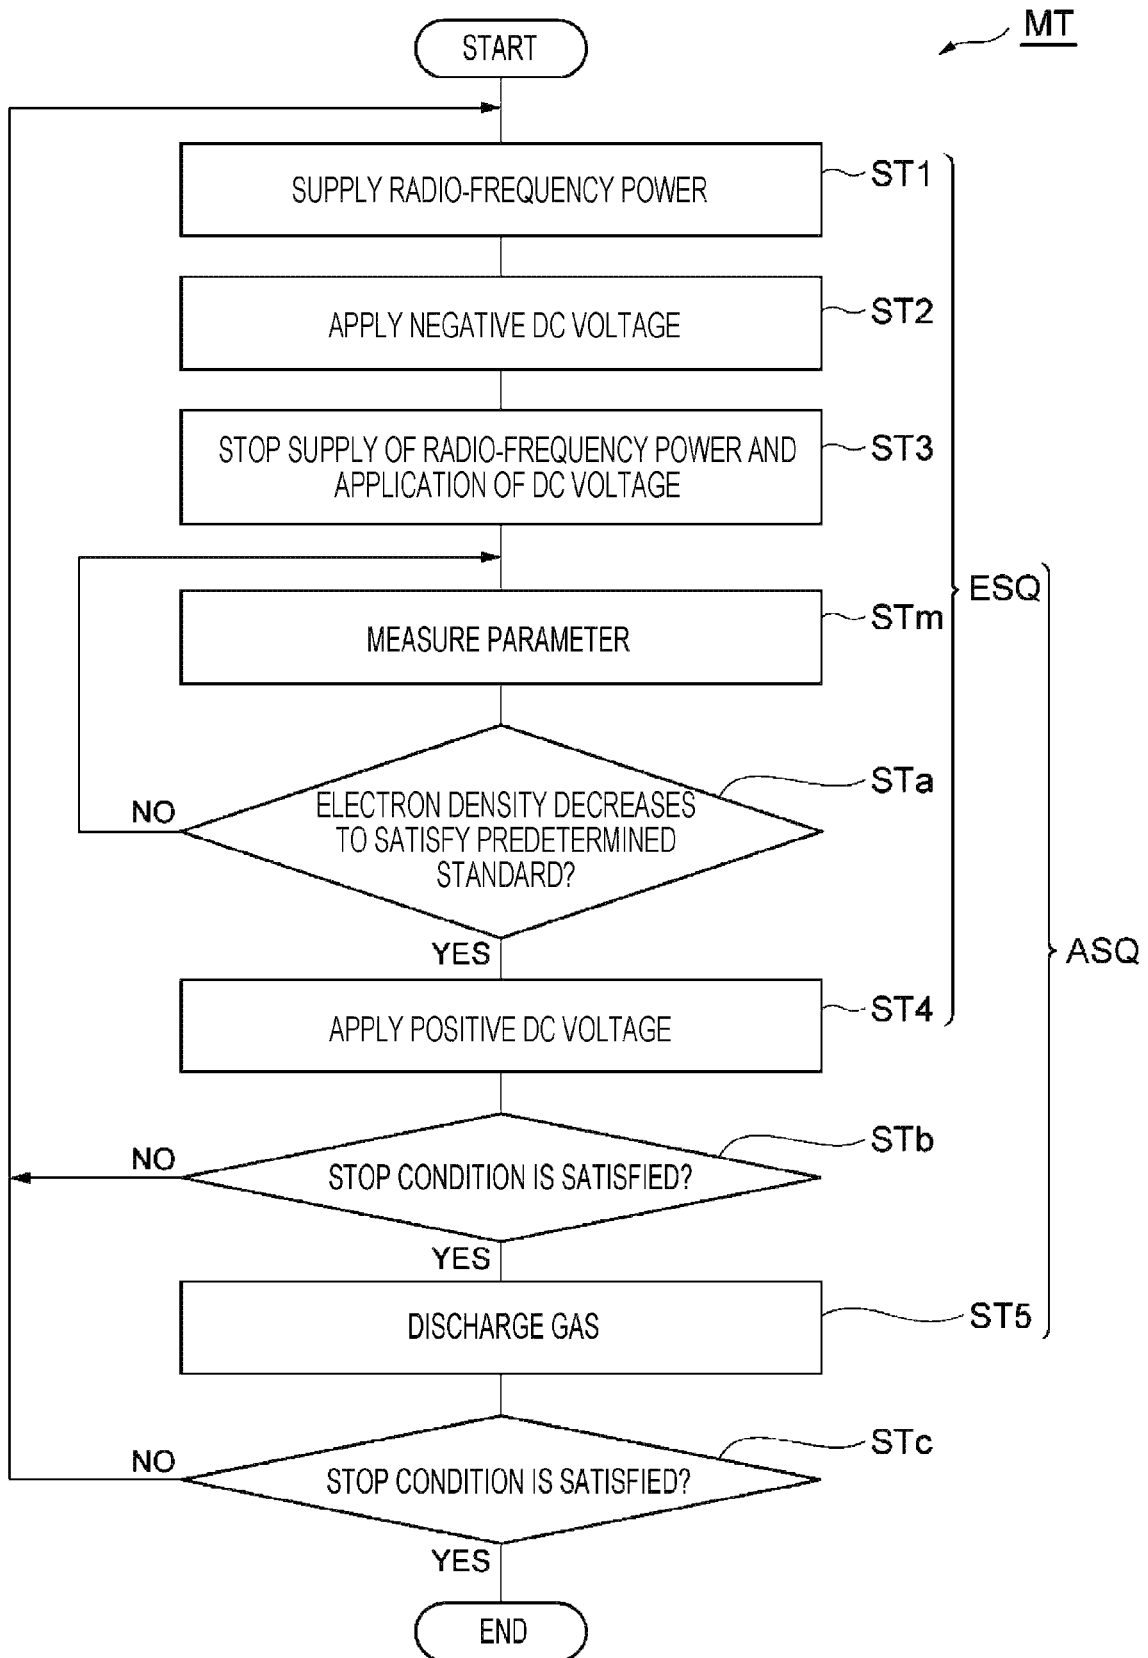 MT
START
SUPPLY RADIO-FREQUENCY POWER
ST1
APPLY NEGATIVE DC VOLTAGE
ST2
STOP SUPPLY OF RADIO-FREQUENCY POWER AND
APPLICATION OF DC VOLTAGE
ST3
ESQ
MEASURE PARAMETER
STm
ELECTRON DENSITY DECREASES
TO SATISFY PREDETERMINED
STANDARD?
STa
NO
YES
ASQ
APPLY POSITIVE DC VOLTAGE
ST4
STOP CONDITION IS SATISFIED?
STb
NO
YES
DISCHARGE GAS
ST5
STOP CONDITION IS SATISFIED?
STc
NO
YES
END